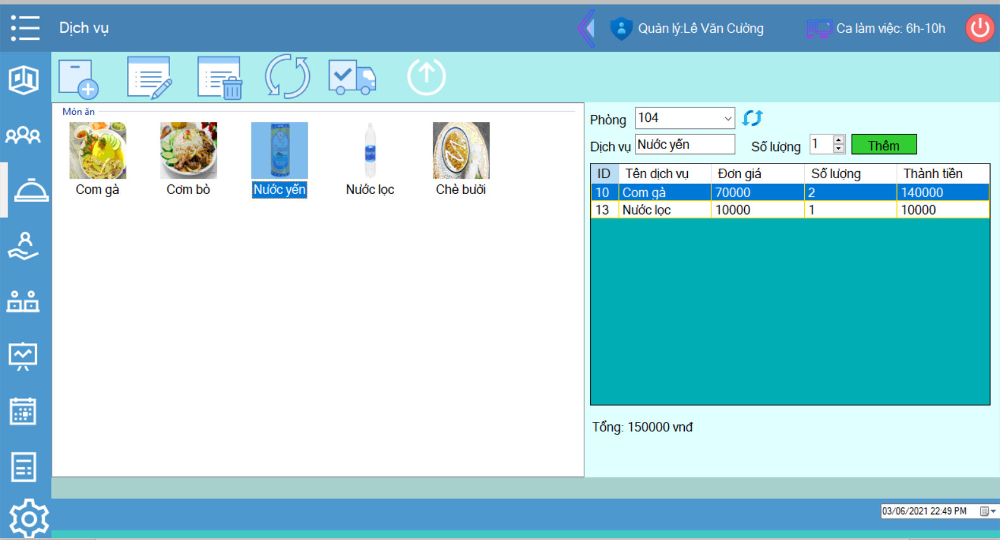 Dịch vụ
Quản lý:Lê Văn Cường
Ca làm việc: 6h-10h
Món ăn
Com gà
Cơm bò
Nước yến
Nước lọc
Chè bưởi
Phòng 104
Dịch vụ Nước yến Số lượng 1 Thêm
ID Tên dịch vụ Đơn giá Số lượng Thành tiền
10 Com gà 70000 2 140000
13 Nước lọc 10000 1 10000
Tổng: 150000 vnđ
03/06/2021 22:49 PM